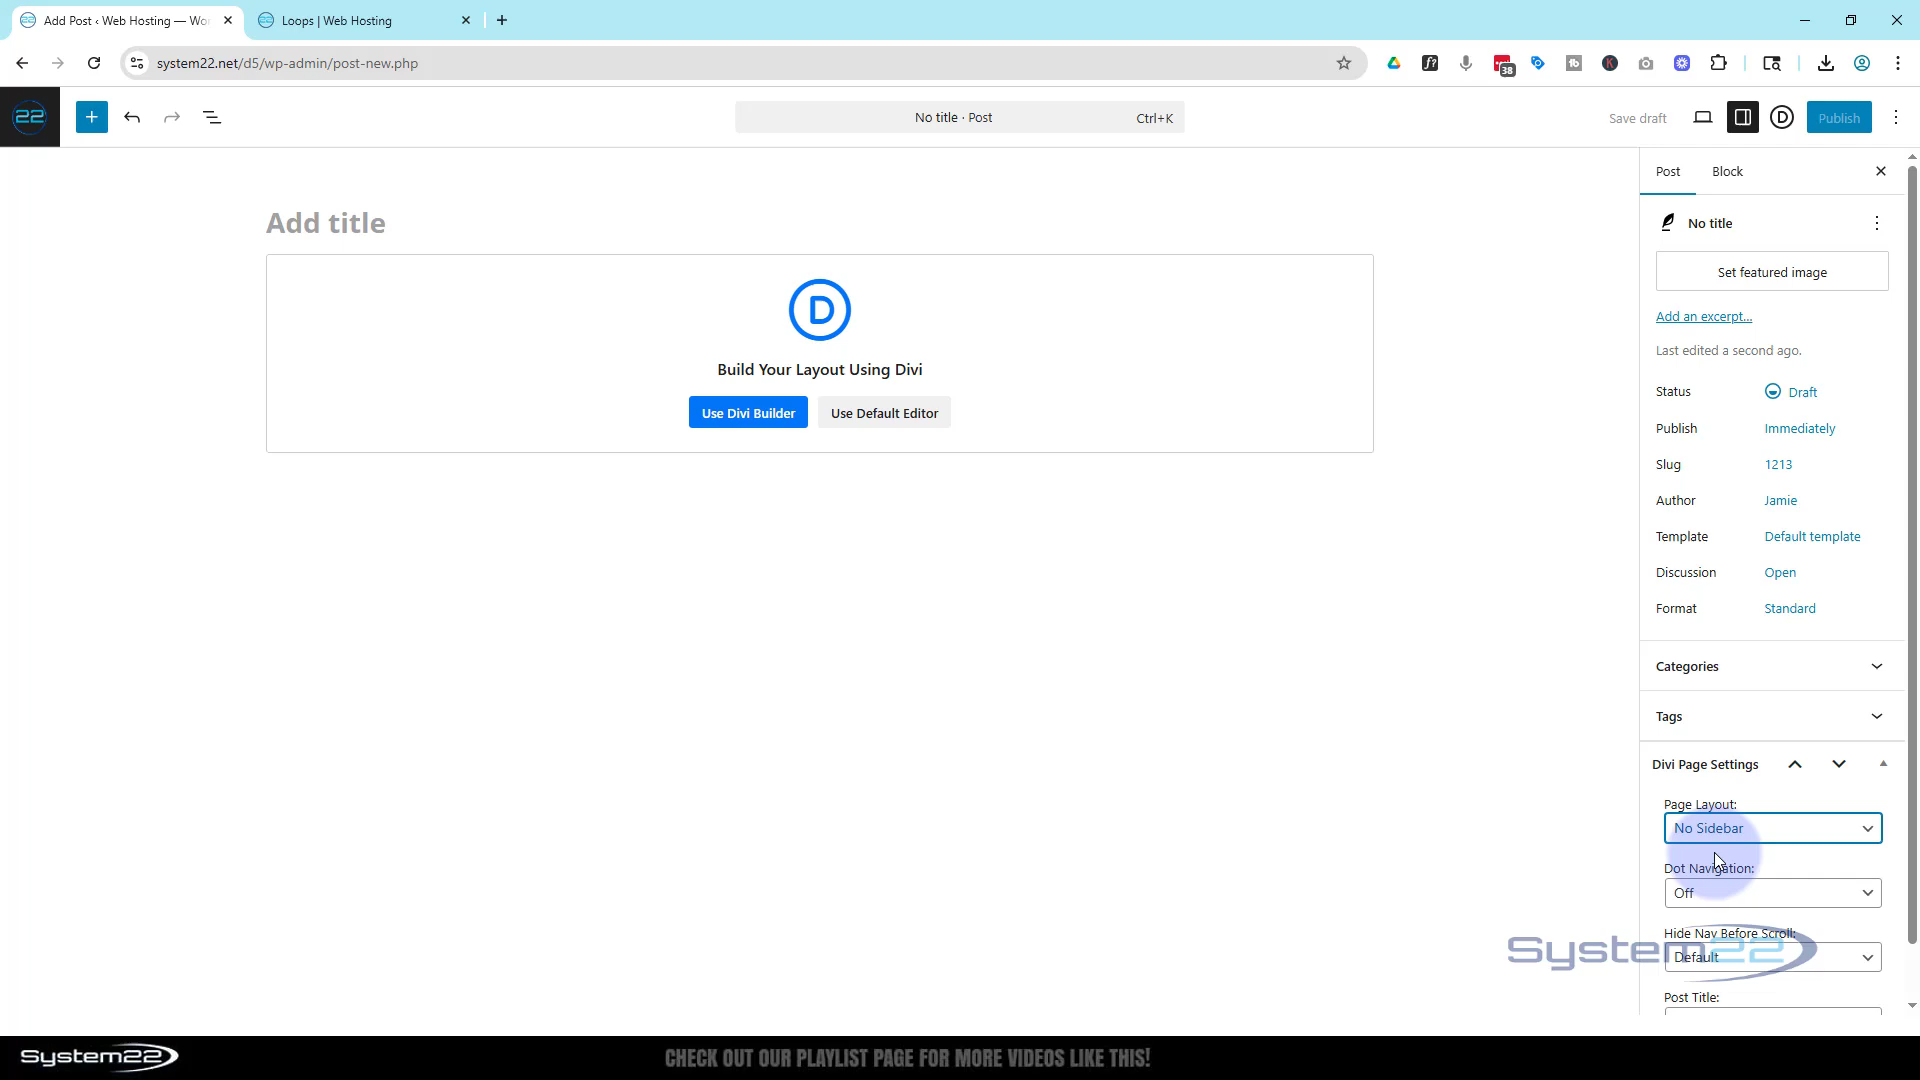 Add Post ‹ Web Hosting — Wor
Loops | Web Hosting
system22.net/d5/wp-admin/post-new.php
38
22
No title · Post
Ctrl+K
Save draft
Publish
Post
Block
Add title
No title
Set featured image
Build Your Layout Using Divi
Add an excerpt...
Last edited a second ago.
Use Divi Builder
Use Default Editor
Status
Draft
Publish
Immediately
Slug
1213
Author
Jamie
Template
Default template
Discussion
Open
Format
Standard
Categories
Tags
Divi Page Settings
Page Layout:
No Sidebar
Dot Navigation:
Off
Hide Nav Before Scroll:
Default
System22
Post Title:
System22
CHECK OUT OUR PLAYLIST PAGE FOR MORE VIDEOS LIKE THIS!